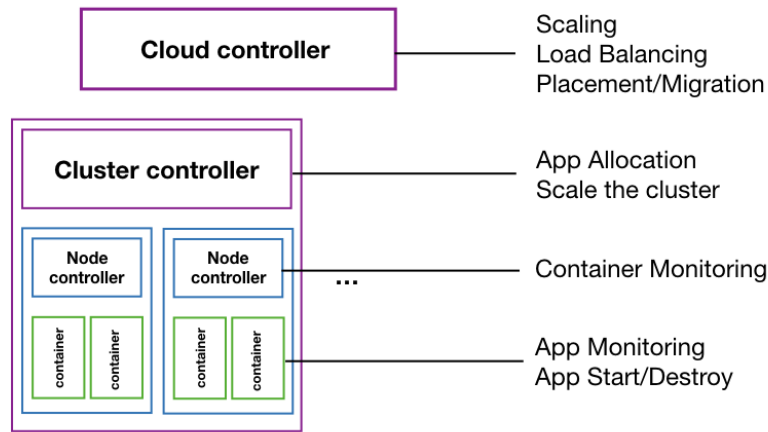 Cloud controller
Scaling
Load Balancing
Placement/Migration
Cluster controller
App Allocation
Scale the cluster
Node
controller
Node
controller
...
Container Monitoring
container
container
container
container
App Monitoring
App Start/Destroy